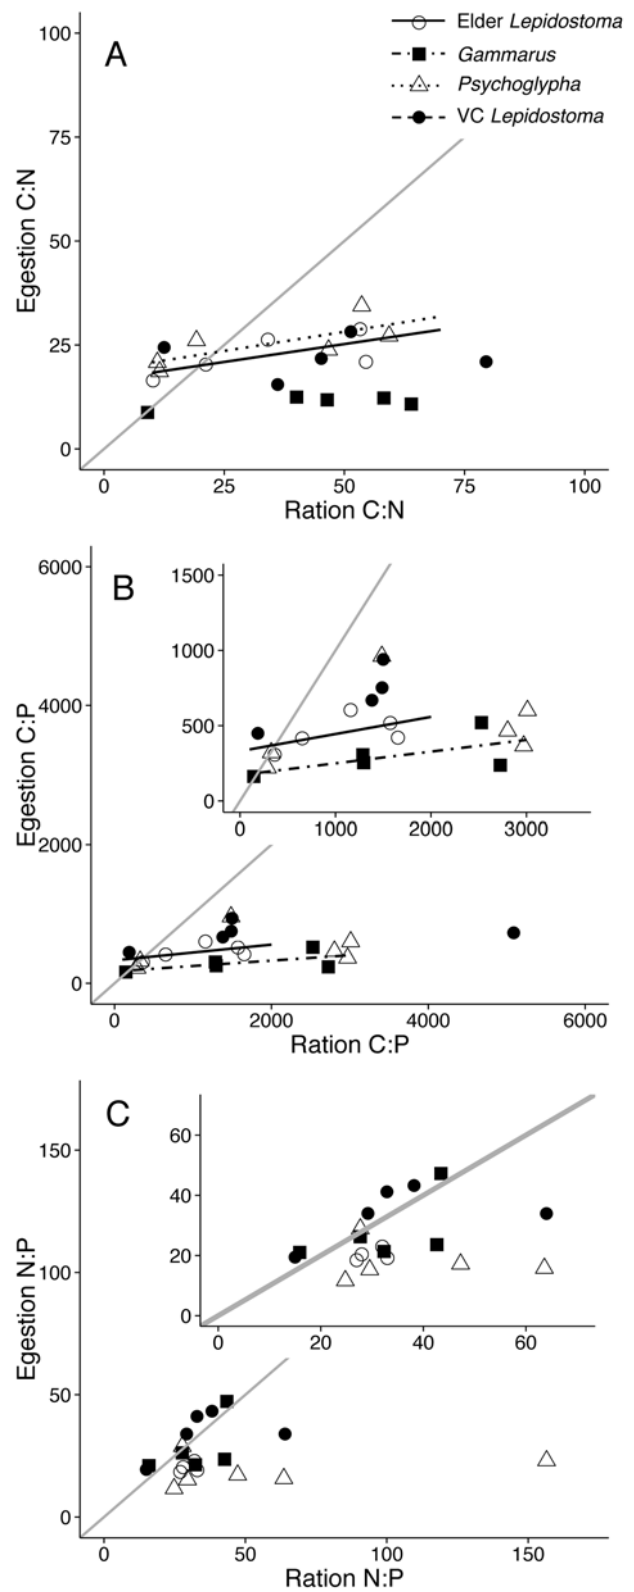 A
Elder Lepidostoma
Gammarus
Psychoglypha
VC Lepidostoma
100
75
50
25
0
Egestion C:N
0 25 50 75 100
Ration C:N
B
6000
4000
2000
0
Egestion C:P
1500
1000
500
0
0 1000 2000 3000
0 2000 4000 6000
Ration C:P
C
150
100
50
0
Egestion N:P
60
40
20
0
0 20 40 60
0 50 100 150
Ration N:P